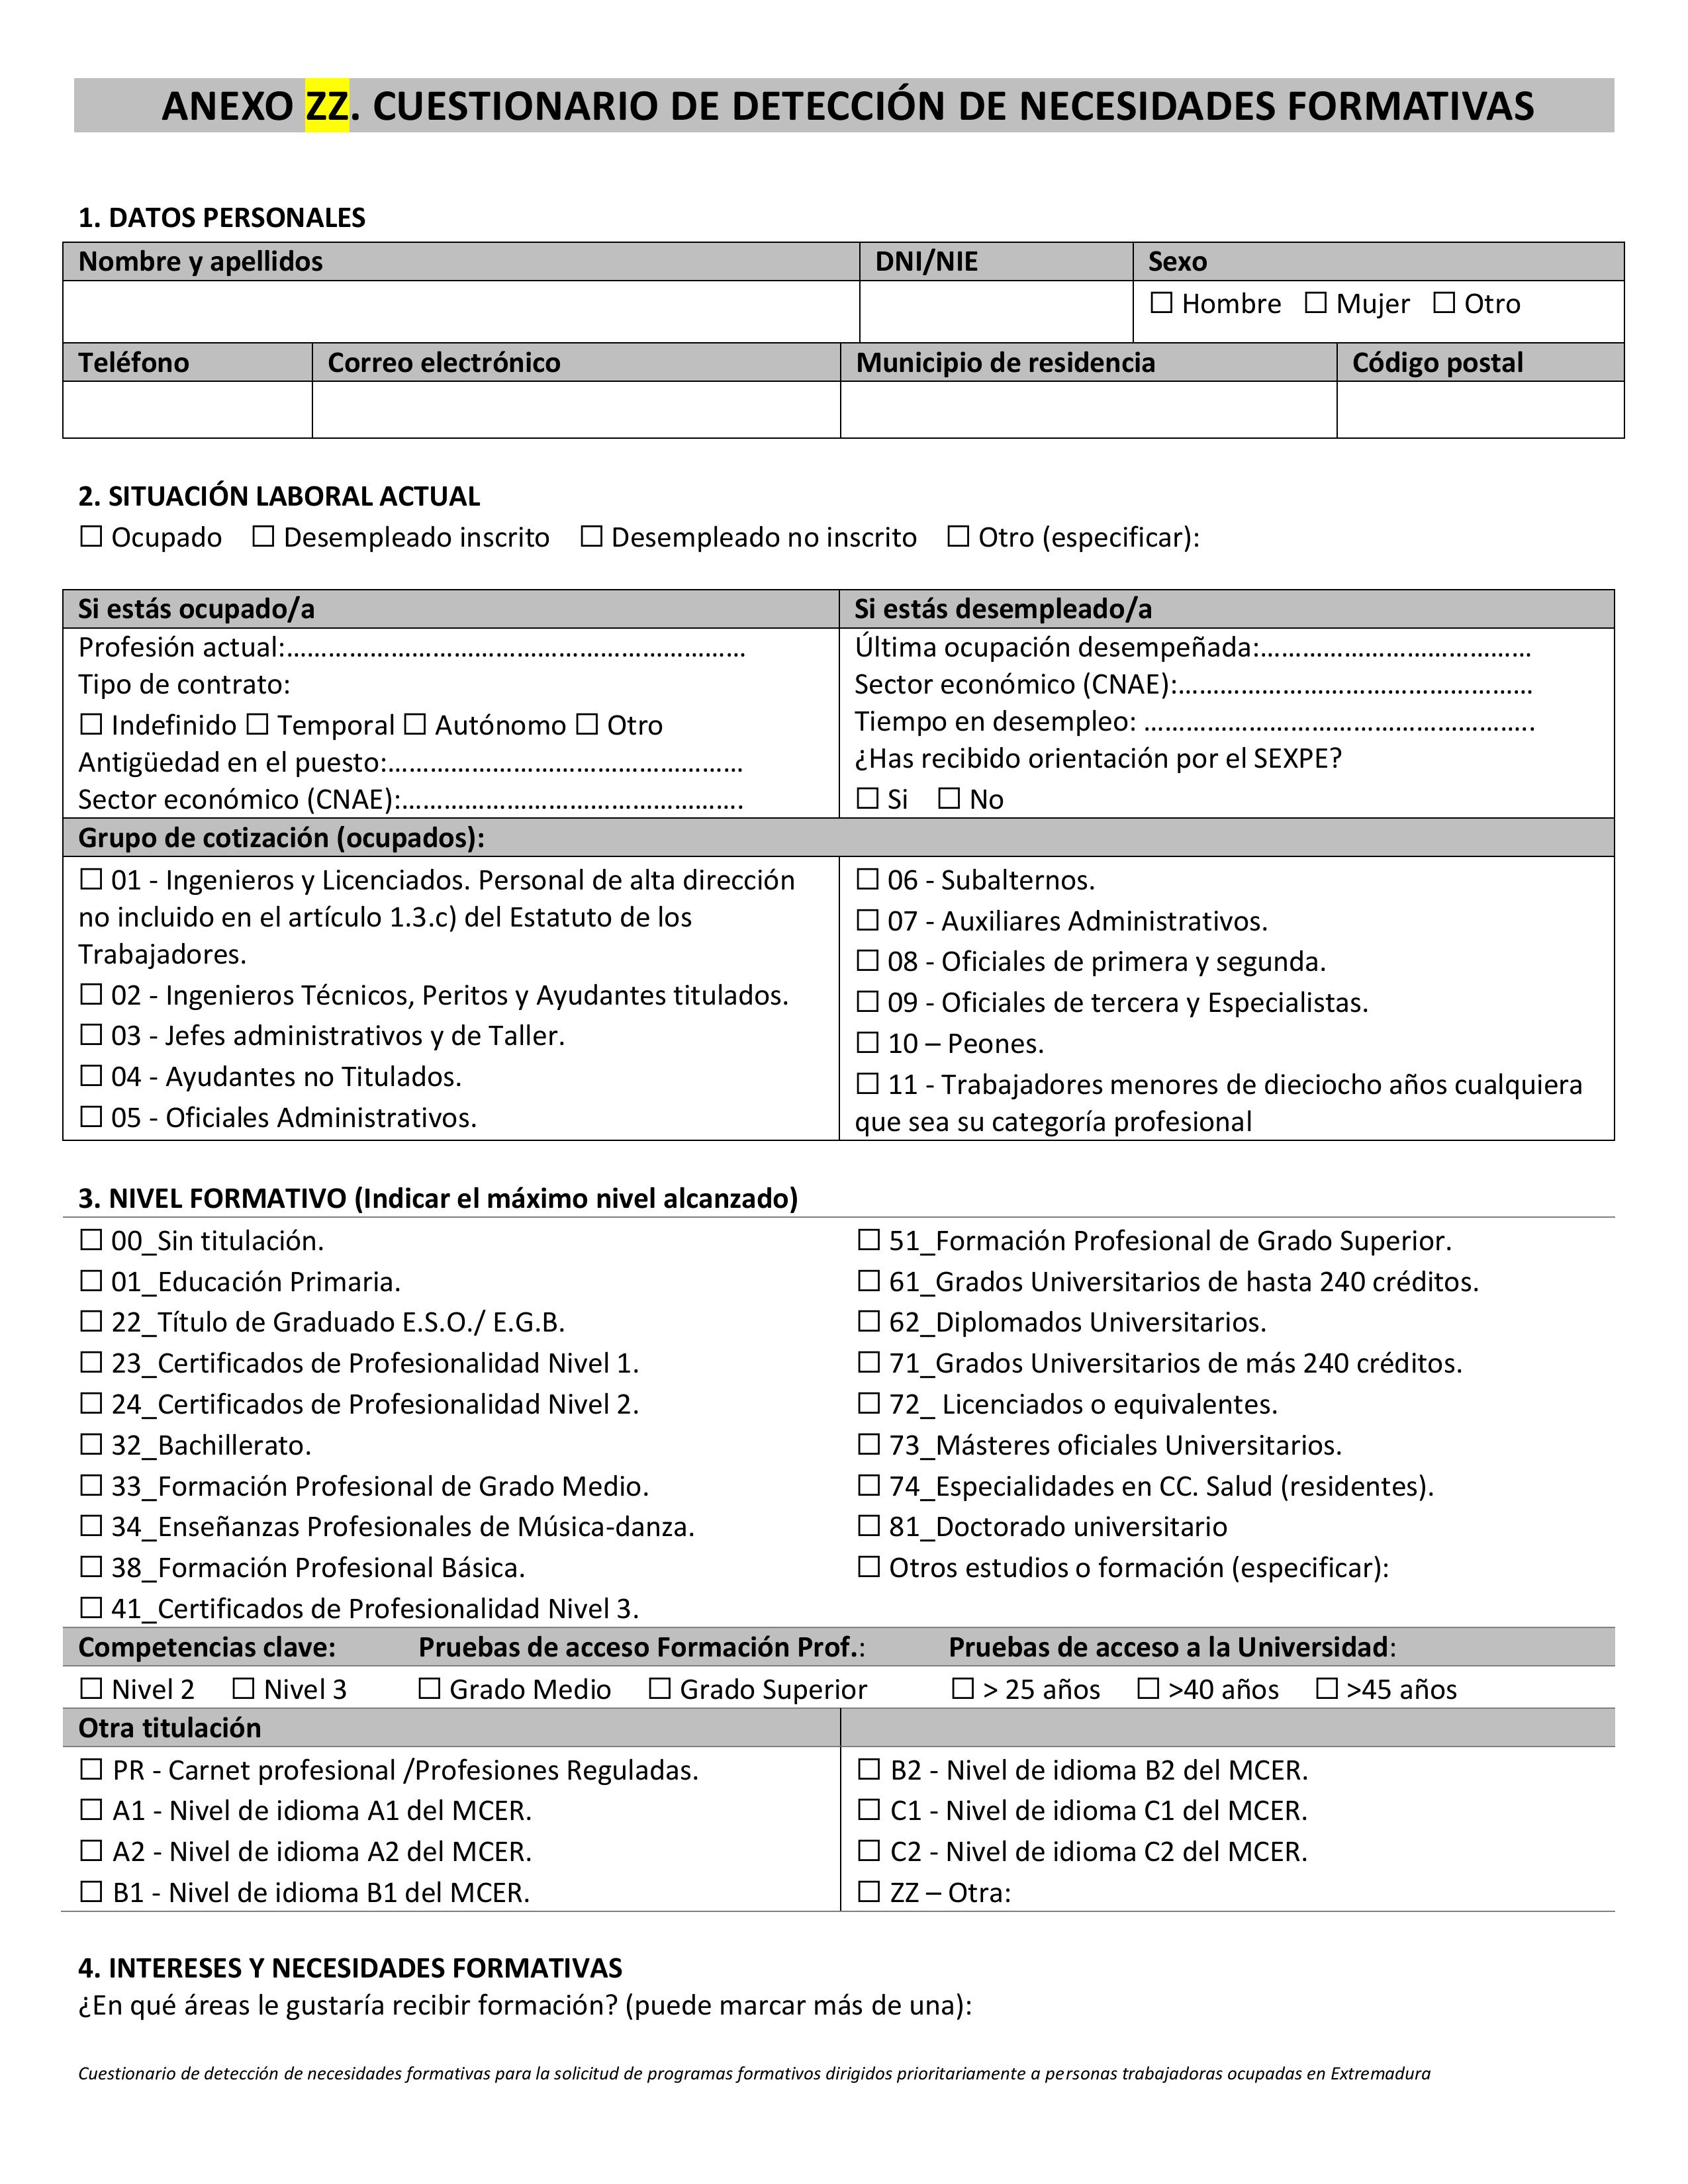 ANEXO ZZ. CUESTIONARIO DE DETECCIÓN DE NECESIDADES FORMATIVAS
1. DATOS PERSONALES
Nombre y apellidos DNI/NIE Sexo
☐ Hombre ☐ Mujer ☐ Otro
Teléfono Correo electrónico Municipio de residencia Código postal
2. SITUACIÓN LABORAL ACTUAL
☐ Ocupado ☐ Desempleado inscrito ☐ Desempleado no inscrito ☐ Otro (especificar):
Si estás ocupado/a
Profesión actual:…………………………………………………………
Tipo de contrato:
☐ Indefinido ☐ Temporal ☐ Autónomo ☐ Otro
Antigüedad en el puesto:……………………………………………
Sector económico (CNAE):………………………………………….
Si estás desempleado/a
Última ocupación desempeñada:…………………………………
Sector económico (CNAE):……………………………………………
Tiempo en desempleo: ………………………………………………..
¿Has recibido orientación por el SEXPE?
☐ Si ☐ No
Grupo de cotización (ocupados):
☐ 01 - Ingenieros y Licenciados. Personal de alta dirección
no incluido en el artículo 1.3.c) del Estatuto de los
Trabajadores.
☐ 02 - Ingenieros Técnicos, Peritos y Ayudantes titulados.
☐ 03 - Jefes administrativos y de Taller.
☐ 04 - Ayudantes no Titulados.
☐ 05 - Oficiales Administrativos.
☐ 06 - Subalternos.
☐ 07 - Auxiliares Administrativos.
☐ 08 - Oficiales de primera y segunda.
☐ 09 - Oficiales de tercera y Especialistas.
☐ 10 – Peones.
☐ 11 - Trabajadores menores de dieciocho años cualquiera
que sea su categoría profesional
3. NIVEL FORMATIVO (Indicar el máximo nivel alcanzado)
☐ 00_Sin titulación.
☐ 01_Educación Primaria.
☐ 22_Título de Graduado E.S.O./ E.G.B.
☐ 23_Certificados de Profesionalidad Nivel 1.
☐ 24_Certificados de Profesionalidad Nivel 2.
☐ 32_Bachillerato.
☐ 33_Formación Profesional de Grado Medio.
☐ 34_Enseñanzas Profesionales de Música-danza.
☐ 38_Formación Profesional Básica.
☐ 41_Certificados de Profesionalidad Nivel 3.
☐ 51_Formación Profesional de Grado Superior.
☐ 61_Grados Universitarios de hasta 240 créditos.
☐ 62_Diplomados Universitarios.
☐ 71_Grados Universitarios de más 240 créditos.
☐ 72_ Licenciados o equivalentes.
☐ 73_Másteres oficiales Universitarios.
☐ 74_Especialidades en CC. Salud (residentes).
☐ 81_Doctorado universitario
☐ Otros estudios o formación (especificar):
Competencias clave: Pruebas de acceso Formación Prof.: Pruebas de acceso a la Universidad:
☐ Nivel 2 ☐ Nivel 3 ☐ Grado Medio ☐ Grado Superior ☐ > 25 años ☐ >40 años ☐ >45 años
Otra titulación
☐ PR - Carnet profesional /Profesiones Reguladas.
☐ A1 - Nivel de idioma A1 del MCER.
☐ A2 - Nivel de idioma A2 del MCER.
☐ B1 - Nivel de idioma B1 del MCER.
☐ B2 - Nivel de idioma B2 del MCER.
☐ C1 - Nivel de idioma C1 del MCER.
☐ C2 - Nivel de idioma C2 del MCER.
☐ ZZ – Otra:
4. INTERESES Y NECESIDADES FORMATIVAS
¿En qué áreas le gustaría recibir formación? (puede marcar más de una):
Cuestionario de detección de necesidades formativas para la solicitud de programas formativos dirigidos prioritariamente a personas trabajadoras ocupadas en Extremadura